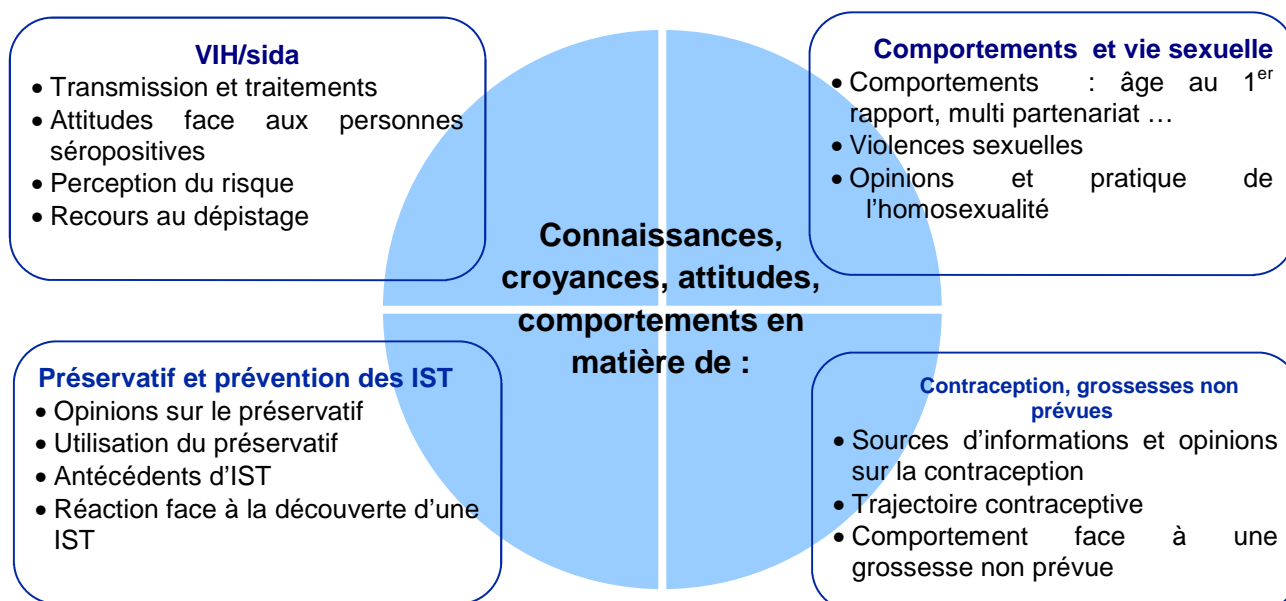 VIH/sida
• Transmission et traitements
• Attitudes face aux personnes
séropositives
• Perception du risque
• Recours au dépistage
Comportements et vie sexuelle
• Comportements : âge au 1er
rapport, multi partenariat …
• Violences sexuelles
• Opinions et pratique de
l’homosexualité
Connaissances,
croyances, attitudes,
comportements en
matière de :
Préservatif et prévention des IST
• Opinions sur le préservatif
• Utilisation du préservatif
• Antécédents d’IST
• Réaction face à la découverte d’une
IST
Contraception, grossesses non
prévues
• Sources d’informations et opinions
sur la contraception
• Trajectoire contraceptive
• Comportement face à une
grossesse non prévue